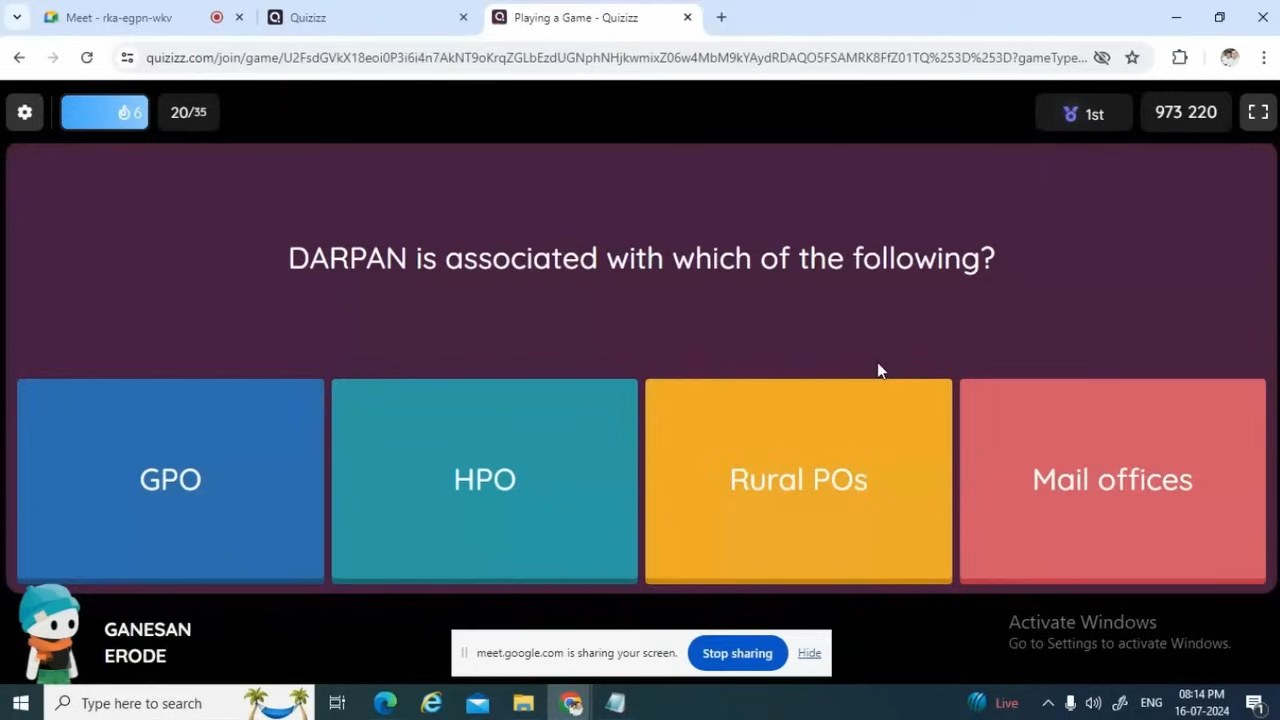 Meet - rka-egpn-wkv
Quizizz
Playing a Game - Quizizz
quizizz.com/join/game/U2FsdGVkX18eoi0P3i6i4n7AkNT9oKrqZGLbEzdUGNphNHjkwmixZ06w4MbM9kYAydRDAQO5FSAMRK8FfZ01TQ%253D%253D?gameType...
6
20/35
1st
973 220
DARPAN is associated with which of the following?
GPO
HPO
Rural POs
Mail offices
GANESAN
ERODE
meet.google.com is sharing your screen.
Stop sharing
Hide
Activate Windows
Go to Settings to activate Windows.
Type here to search
Live
ENG
08:14 PM
16-07-2024
1